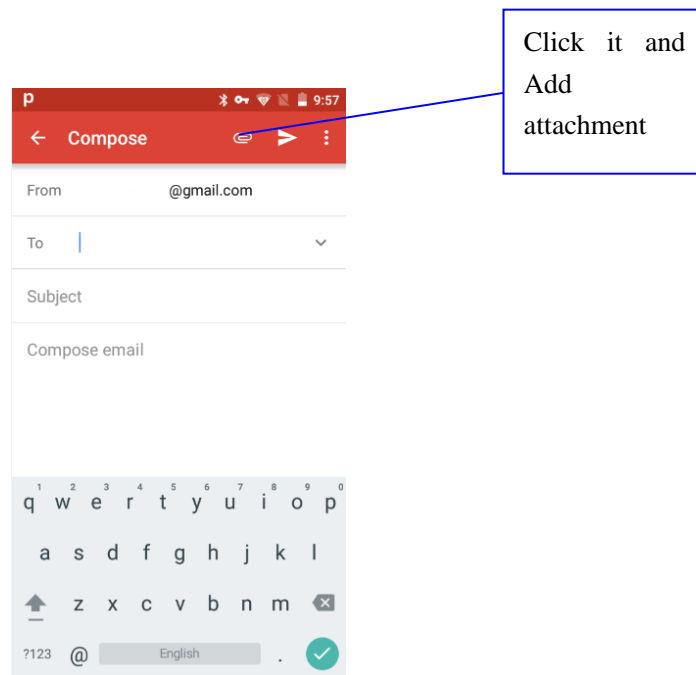 Click it and
Add
attachment
p 9:57
Compose
From @gmail.com
To
Subject
Compose email
1 2 3 4 5 6 7 8 9 0
q w e r t y u i o p
a s d f g h j k l
z x c v b n m
?123 @ English .